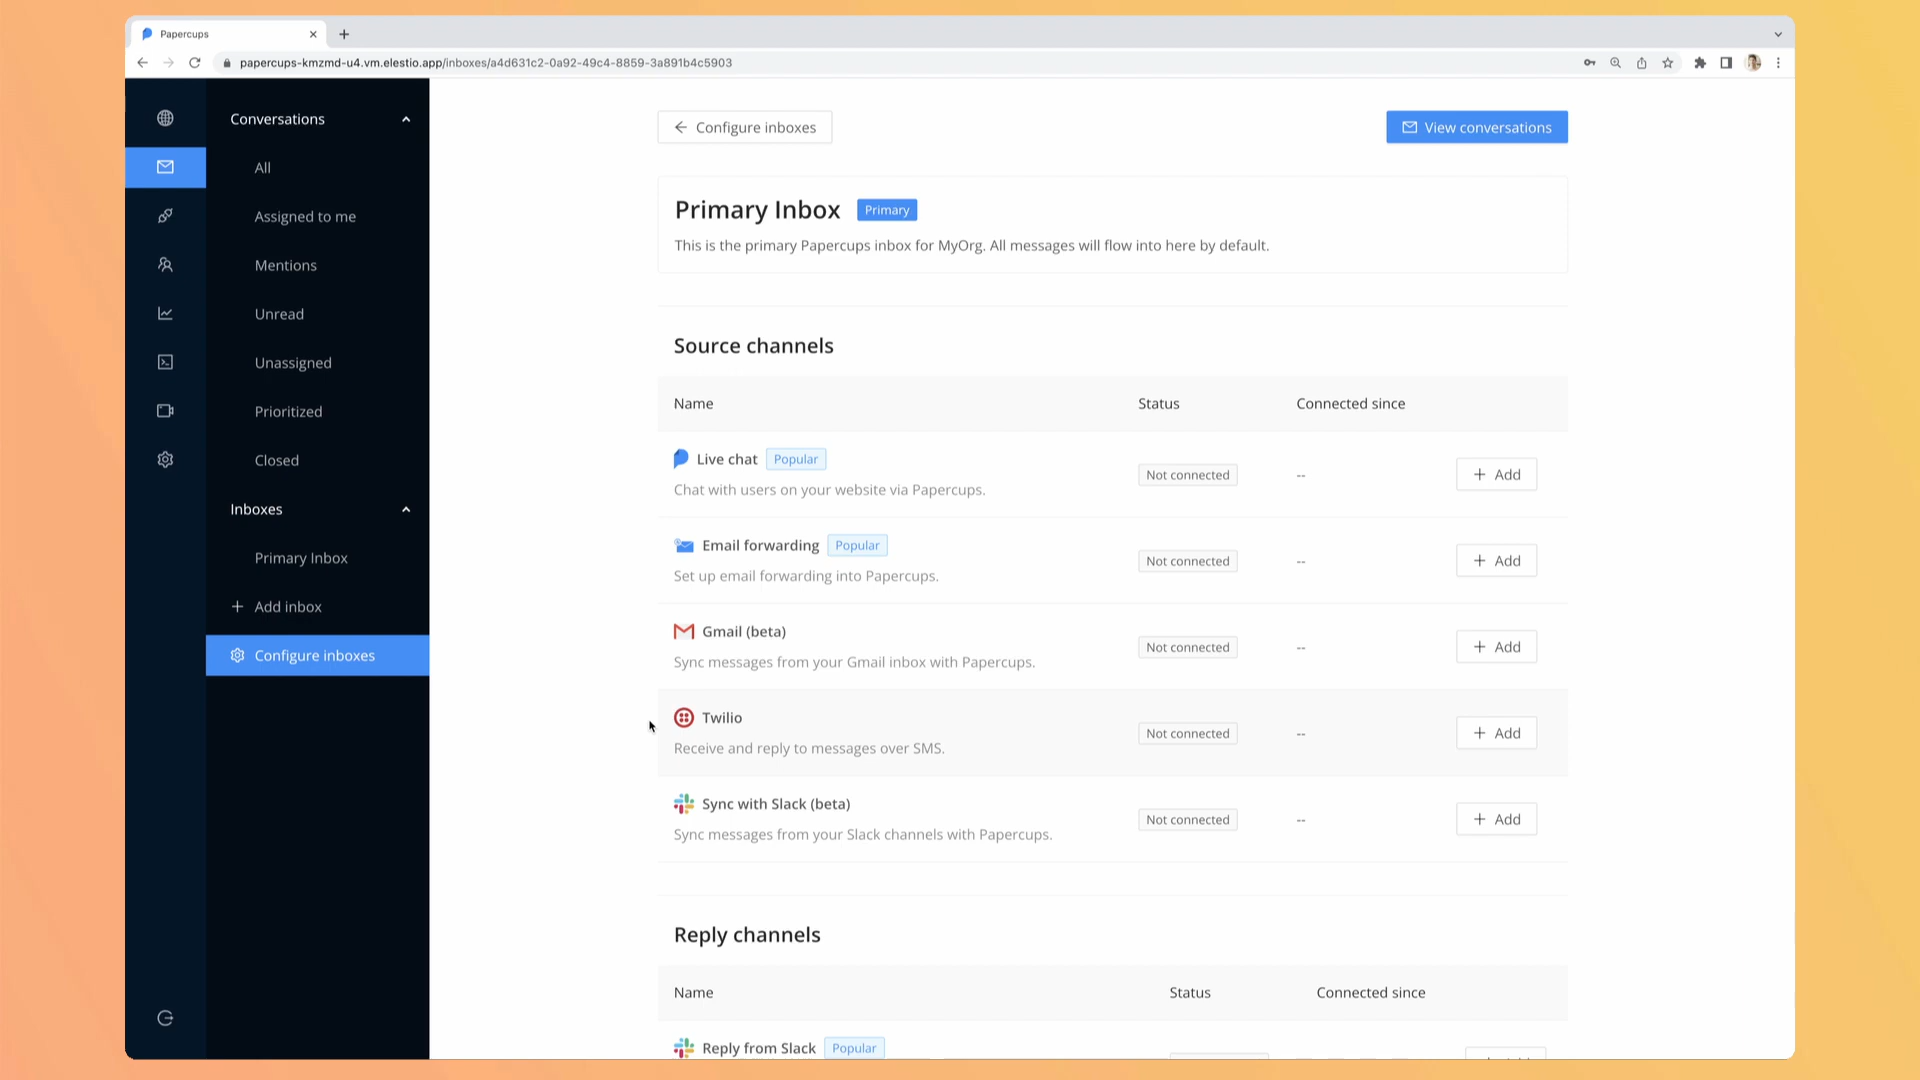 Papercups
papercups-kmzmd-u4.vm.elestio.app/inboxes/a4d631c2-0a92-49c4-8859-3a891b4c5903
Conversations
All
Assigned to me
Mentions
Unread
Unassigned
Prioritized
Closed
Inboxes
Primary Inbox
Add inbox
Configure inboxes
Configure inboxes
View conversations
Primary Inbox Primary
This is the primary Papercups inbox for MyOrg. All messages will flow into here by default.
Source channels
Name Status Connected since
Live chat Popular
Chat with users on your website via Papercups.
Not connected -- + Add
Email forwarding Popular
Set up email forwarding into Papercups.
Not connected -- + Add
Gmail (beta)
Sync messages from your Gmail inbox with Papercups.
Not connected -- + Add
Twilio
Receive and reply to messages over SMS.
Not connected -- + Add
Sync with Slack (beta)
Sync messages from your Slack channels with Papercups.
Not connected -- + Add
Reply channels
Name Status Connected since
Reply from Slack Popular